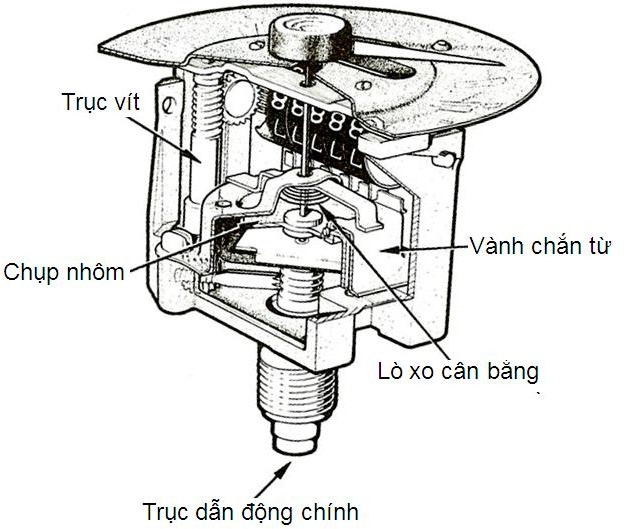 Trục vít
8 8 8 8 8
Vành chắn từ
Chụp nhôm
Lò xo cân bằng
Trục dẫn động chính